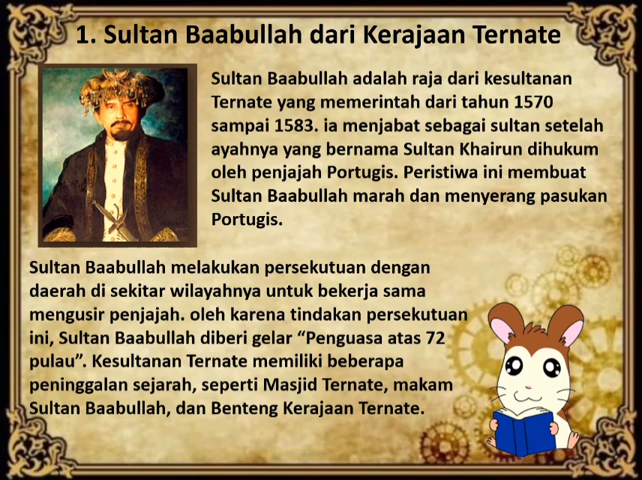 1. Sultan Baabullah dari Kerajaan Ternate
Sultan Baabullah adalah raja dari kesultanan
Ternate yang memerintah dari tahun 1570
sampai 1583. ia menjabat sebagai sultan setelah
ayahnya yang bernama Sultan Khairun dihukum
oleh penjajah Portugis. Peristiwa ini membuat
Sultan Baabullah marah dan menyerang pasukan
Portugis.
Sultan Baabullah melakukan persekutuan dengan
daerah di sekitar wilayahnya untuk bekerja sama
mengusir penjajah. oleh karena tindakan persekutuan
ini, Sultan Baabullah diberi gelar “Penguasa atas 72
pulau”. Kesultanan Ternate memiliki beberapa
peninggalan sejarah, seperti Masjid Ternate, makam
Sultan Baabullah, dan Benteng Kerajaan Ternate.